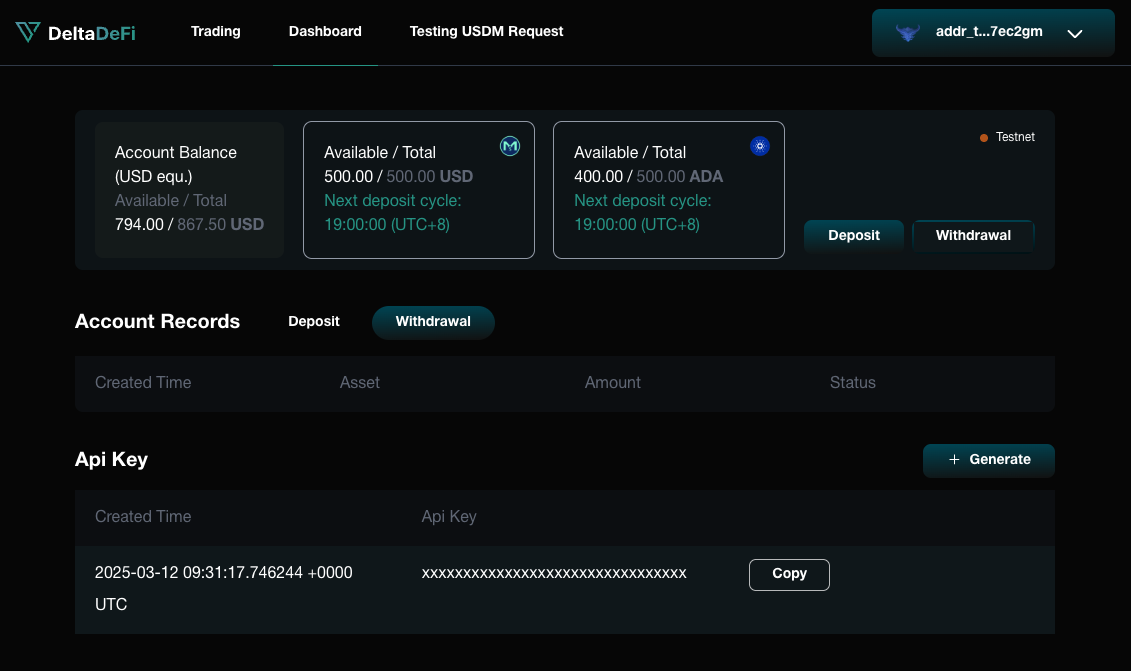 DeltaDeFi
Trading
Dashboard
Testing USDM Request
addr_t...7ec2gm
Account Balance
(USD equ.)
Available / Total
794.00 / 867.50 USD
Available / Total
500.00 / 500.00 USD
Next deposit cycle:
19:00:00 (UTC+8)
Available / Total
400.00 / 500.00 ADA
Next deposit cycle:
19:00:00 (UTC+8)
Testnet
Deposit
Withdrawal
Account Records
Deposit
Withdrawal
Created Time
Asset
Amount
Status
Api Key
+ Generate
Created Time
Api Key
2025-03-12 09:31:17.746244 +0000
UTC
xxxxxxxxxxxxxxxxxxxxxxxxxxxxxxxx
Copy